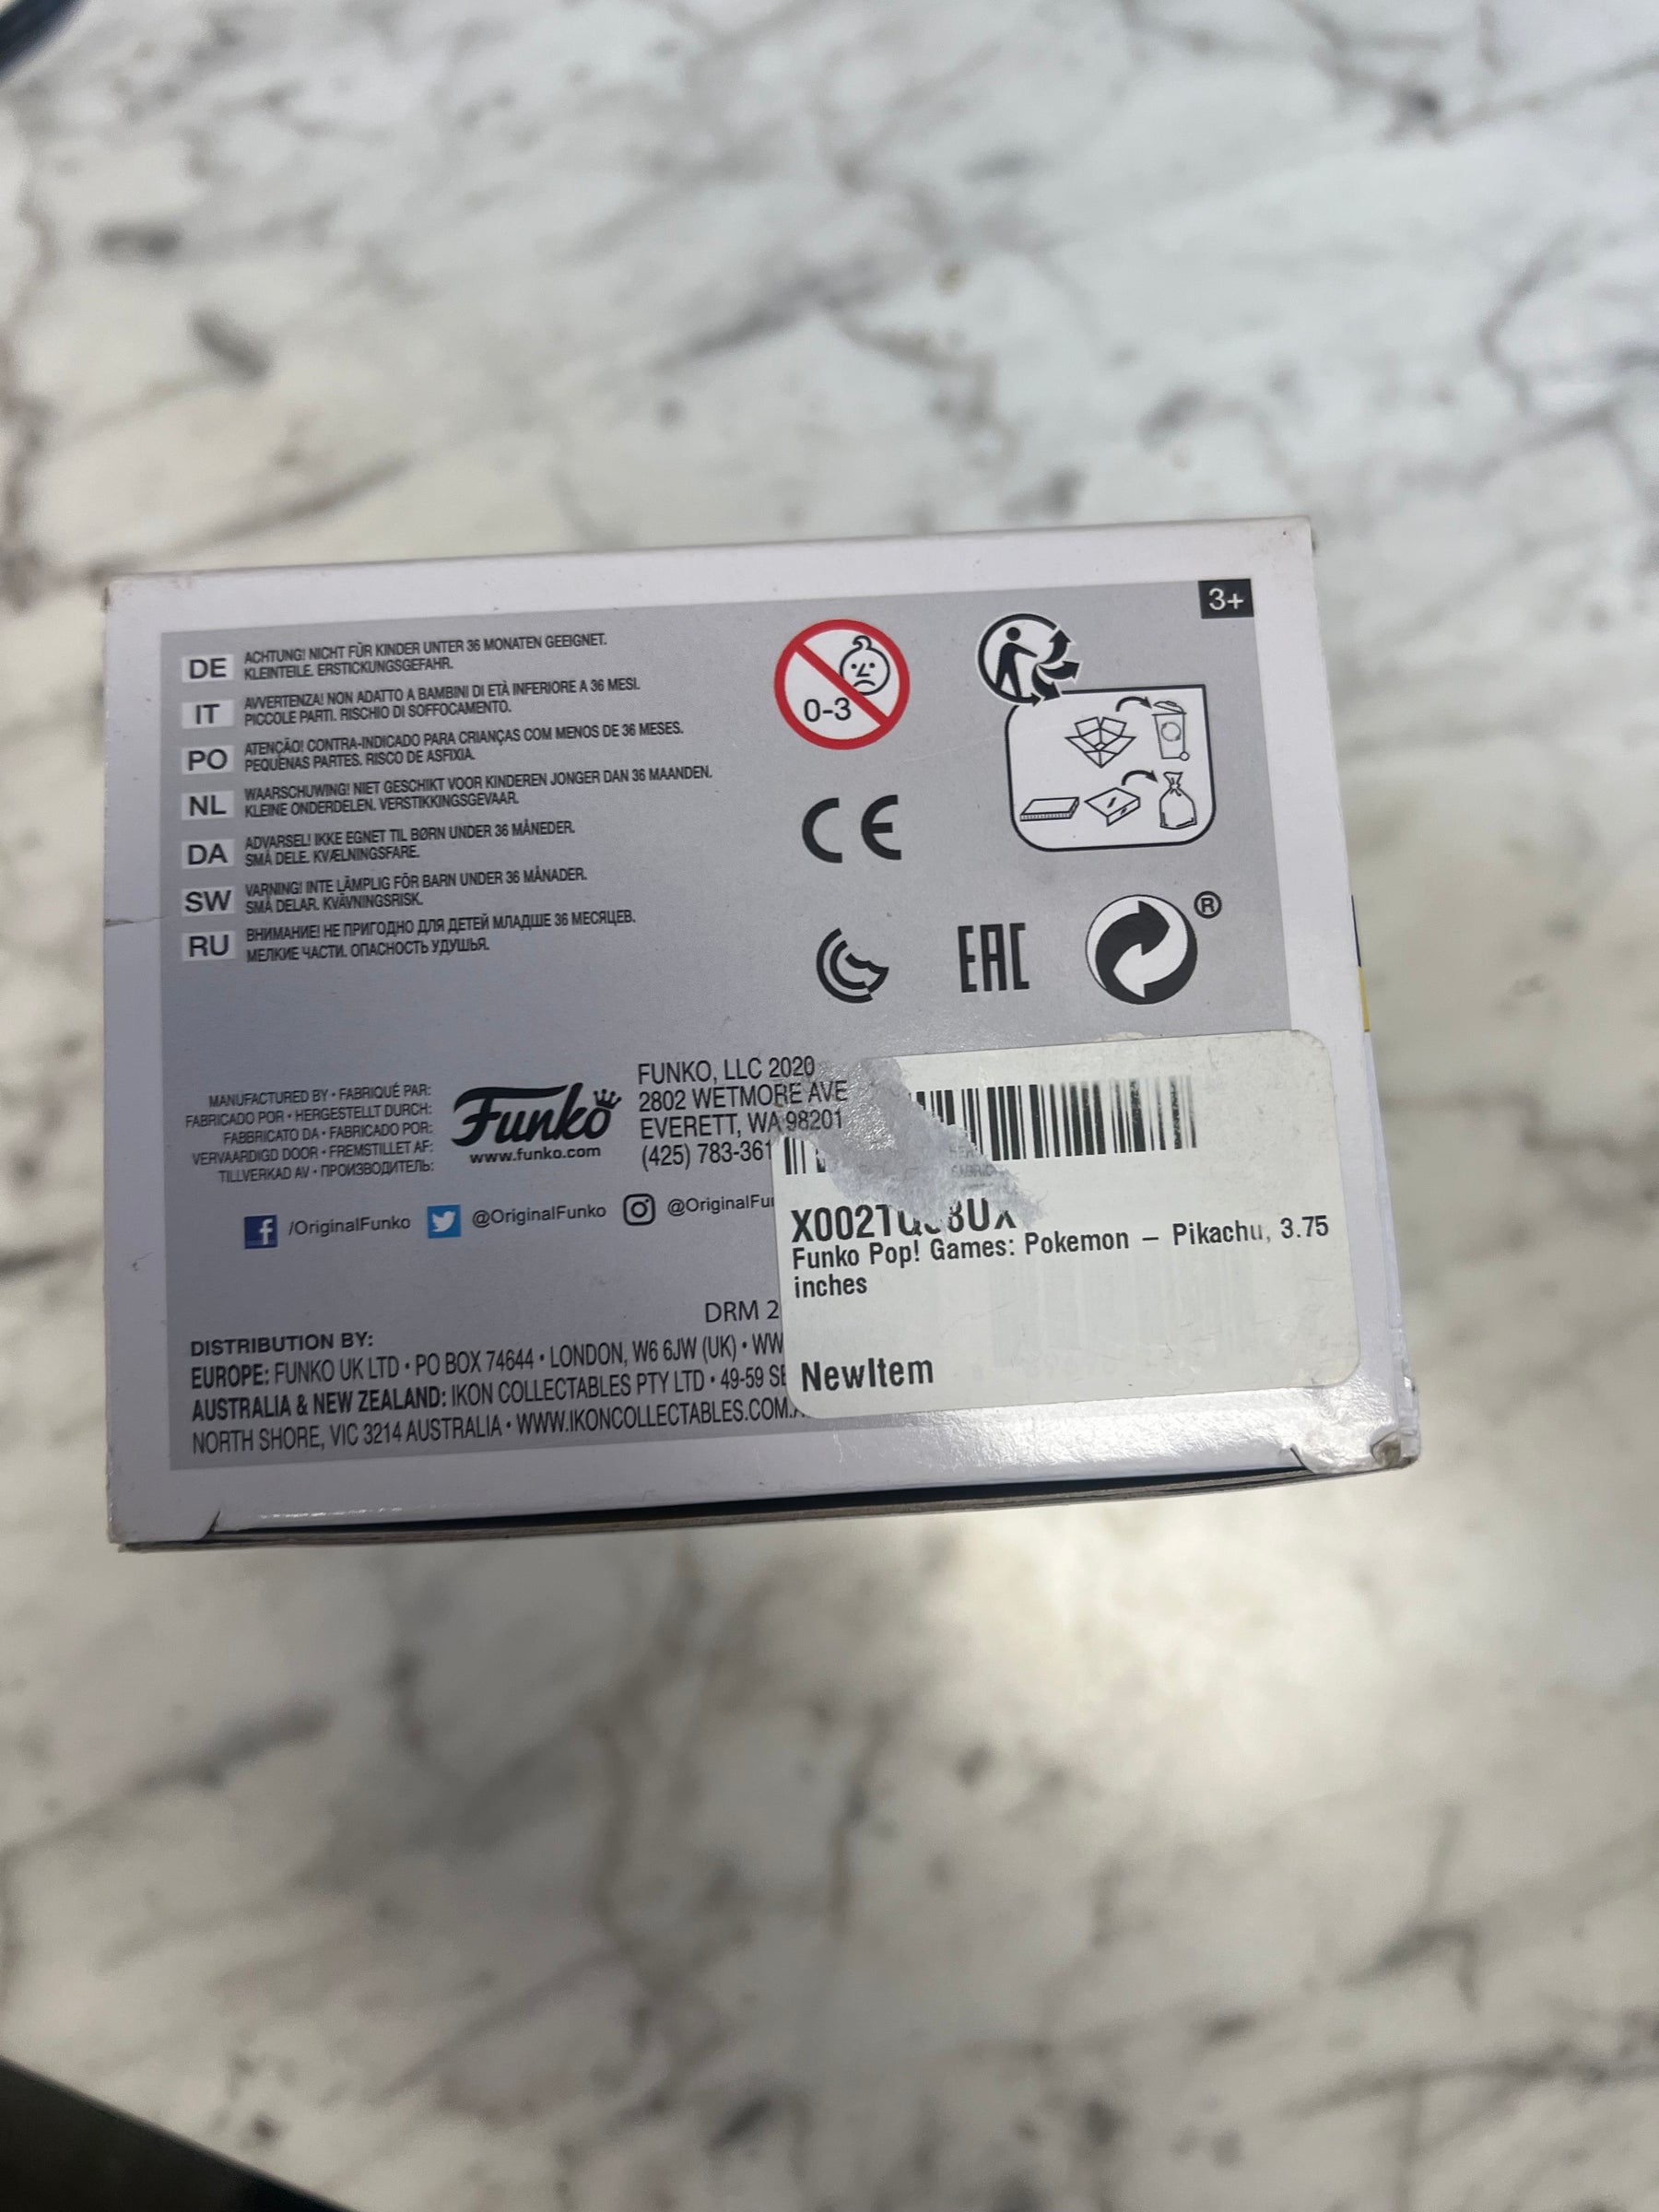 3+
DE ACHTUNG! NICHT FÜR KINDER UNTER 36 MONATEN GEEIGNET.
KLEINTEILE. ERSTICKUNGSGEFAHR.
IT AVVERTENZA! NON ADATTO A BAMBINI DI ETÀ INFERIORE A 36 MESI.
PICCOLE PARTI. RISCHIO DI SOFFOCAMENTO.
PO ATENÇÃO! CONTRA-INDICADO PARA CRIANÇAS COM MENOS DE 36 MESES.
PEQUENAS PARTES. RISCO DE ASFIXIA.
NL WAARSCHUWING! NIET GESCHIKT VOOR KINDEREN JONGER DAN 36 MAANDEN.
KLEINE ONDERDELEN. VERSTIKKINGSGEVAAR.
DA ADVARSEL! IKKE EGNET TIL BØRN UNDER 36 MÅNEDER.
SMÅ DELE. KVÆLNINGSFARE.
SW VARNING! INTE LÄMPLIG FÖR BARN UNDER 36 MÅNADER.
SMÅ DELAR. KVÄVNINGSRISK.
RU ВНИМАНИЕ! НЕ ПРИГОДНО ДЛЯ ДЕТЕЙ МЛАДШЕ 36 МЕСЯЦЕВ.
МЕЛКИЕ ЧАСТИ. ОПАСНОСТЬ УДУШЬЯ.
0-3
CE
EAC
®
MANUFACTURED BY • FABRIQUÉ PAR:
FABRICADO POR • HERGESTELLT DURCH:
FABBRICATO DA • FABRICADO POR:
VERVAARDIGD DOOR • FREMSTILLET AF:
TILLVERKAD AV • ПРОИЗВОДИТЕЛЬ:
Funko
www.funko.com
FUNKO, LLC 2020
2802 WETMORE AVE
EVERETT, WA 98201
(425) 783-361
/OriginalFunko @OriginalFunko @OriginalFu
Funko Pop! Games: Pokemon – Pikachu, 3.75
inches
NewItem
DRM 2
DISTRIBUTION BY:
EUROPE: FUNKO UK LTD • PO BOX 74644 • LONDON, W6 6JW (UK) • WW
AUSTRALIA & NEW ZEALAND: IKON COLLECTABLES PTY LTD • 49-59 SE
NORTH SHORE, VIC 3214 AUSTRALIA • WWW.IKONCOLLECTABLES.COM.